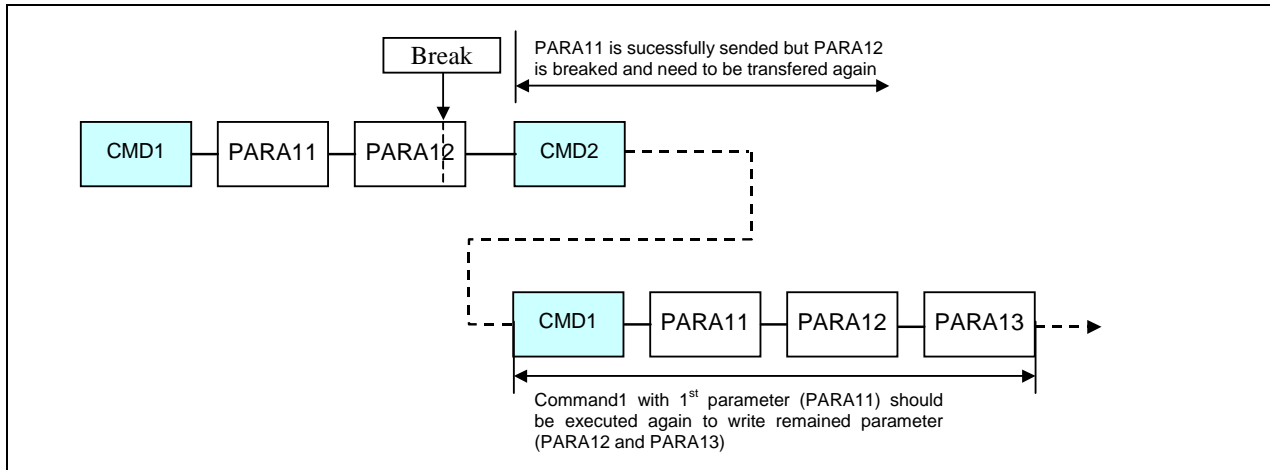 Break
PARA11 is sucessfully sended but PARA12
is breaked and need to be transfered again
CMD1
PARA11
PARA12
CMD2
CMD1
PARA11
PARA12
PARA13
Command1 with 1st parameter (PARA11) should
be executed again to write remained parameter
(PARA12 and PARA13)